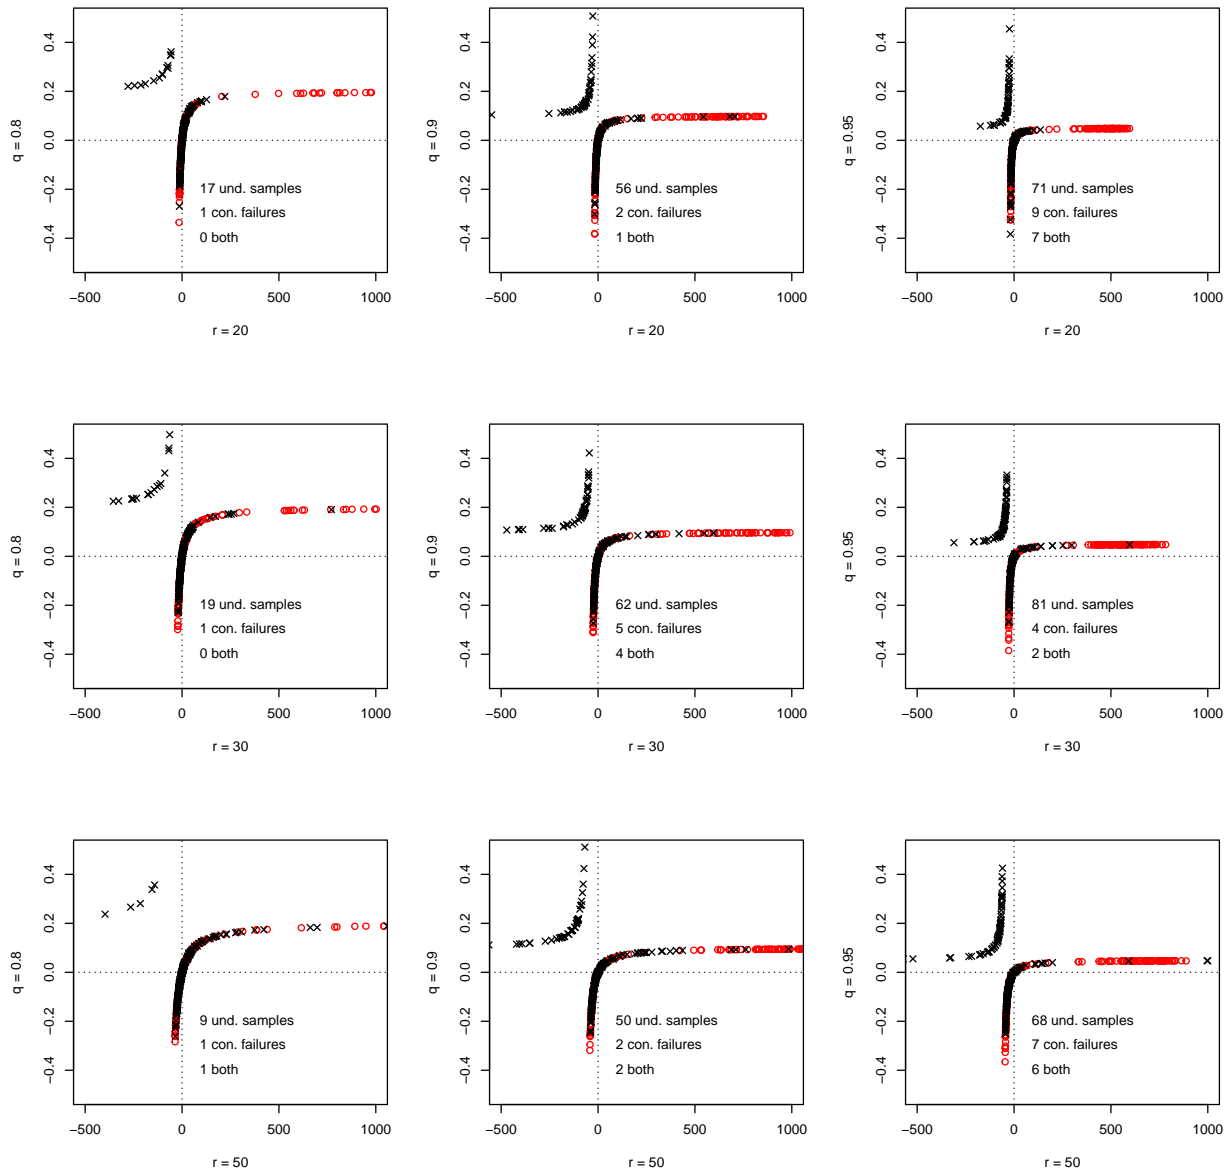 0.4
0.2
0.0
−0.2
−0.4
q = 0.8
17 und. samples
1 con. failures
0 both
−500 0 500 1000
r = 20
0.4
0.2
0.0
−0.2
−0.4
q = 0.9
56 und. samples
2 con. failures
1 both
−500 0 500 1000
r = 20
0.4
0.2
0.0
−0.2
−0.4
q = 0.95
71 und. samples
9 con. failures
7 both
−500 0 500 1000
r = 20
0.4
0.2
0.0
−0.2
−0.4
q = 0.8
19 und. samples
1 con. failures
0 both
−500 0 500 1000
r = 30
0.4
0.2
0.0
−0.2
−0.4
q = 0.9
62 und. samples
5 con. failures
4 both
−500 0 500 1000
r = 30
0.4
0.2
0.0
−0.2
−0.4
q = 0.95
81 und. samples
4 con. failures
2 both
−500 0 500 1000
r = 30
0.4
0.2
0.0
−0.2
−0.4
q = 0.8
9 und. samples
1 con. failures
1 both
−500 0 500 1000
r = 50
0.4
0.2
0.0
−0.2
−0.4
q = 0.9
50 und. samples
2 con. failures
2 both
−500 0 500 1000
r = 50
0.4
0.2
0.0
−0.2
−0.4
q = 0.95
68 und. samples
7 con. failures
6 both
−500 0 500 1000
r = 50